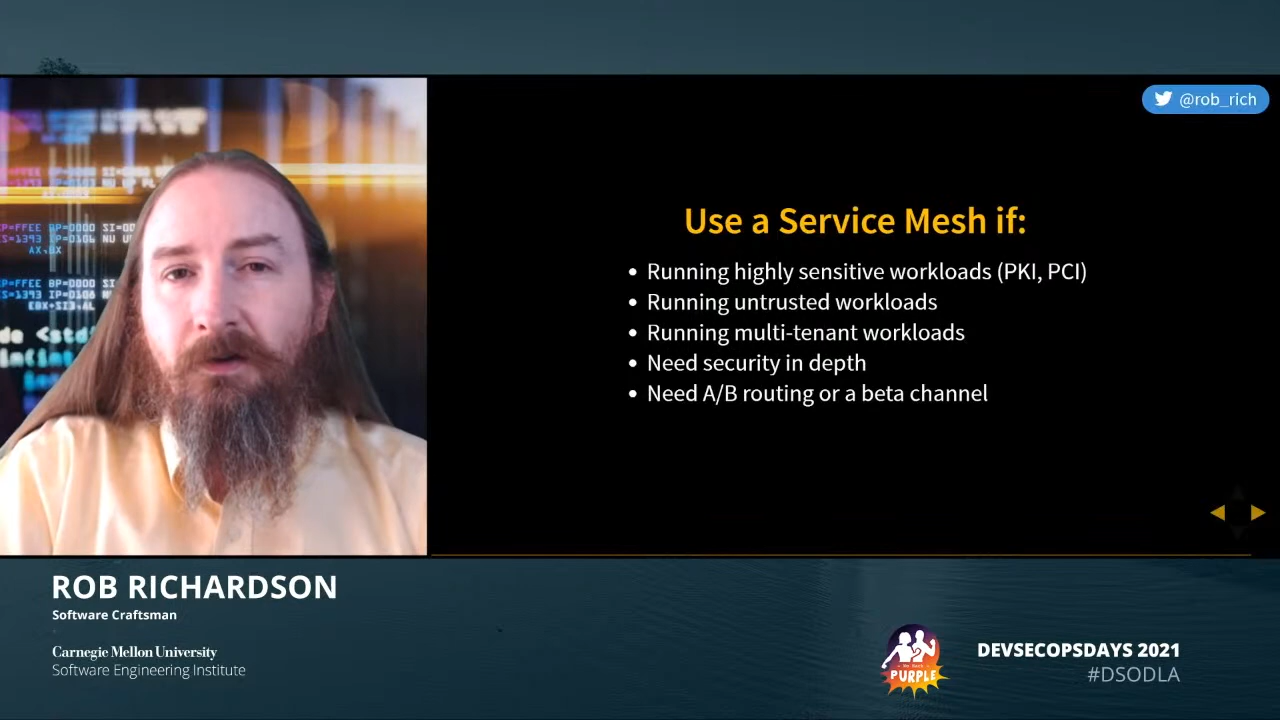 @rob_rich
Use a Service Mesh if:
Running highly sensitive workloads (PKI, PCI)
Running untrusted workloads
Running multi-tenant workloads
Need security in depth
Need A/B routing or a beta channel
ROB RICHARDSON
Software Craftsman
Carnegie Mellon University
Software Engineering Institute
PURPLE
DEVSECOPSDAYS 2021
#DSODLA